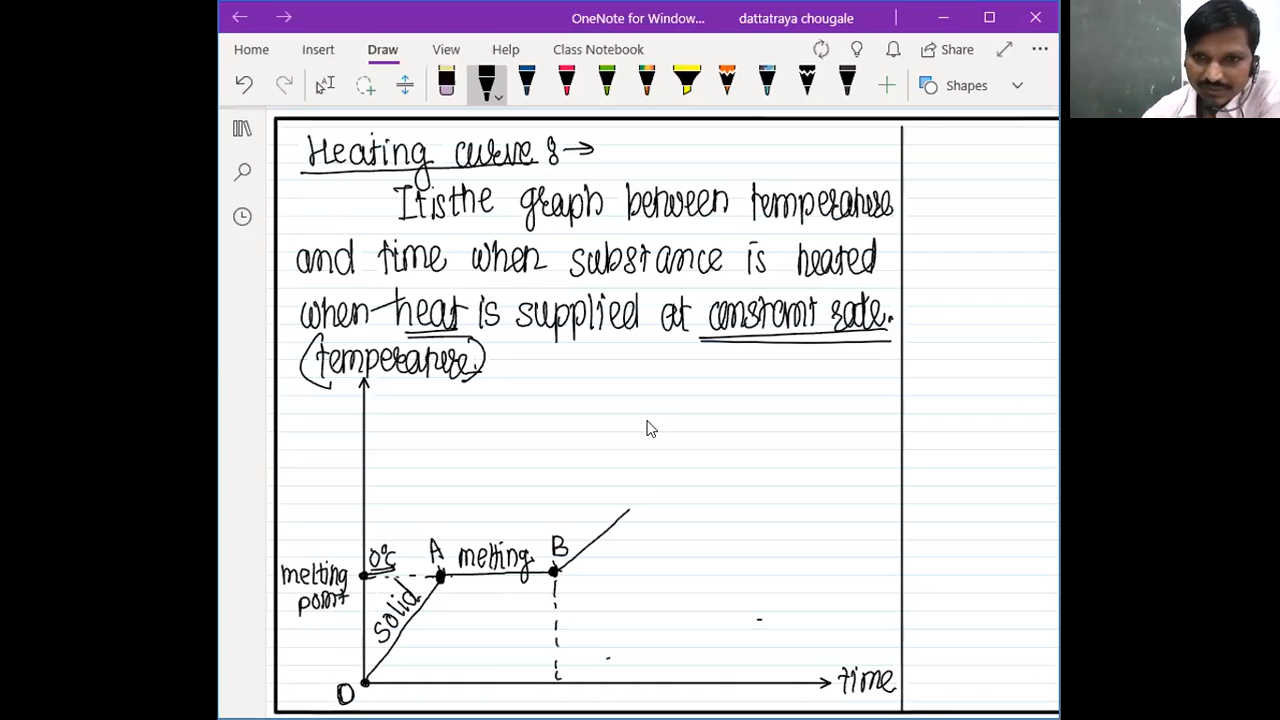 OneNote for Window... dattatraya chougale
Home Insert Draw View Help Class Notebook Share
Shapes
Heating curve :→
It is the graph between temperature
and time when substance is heated
when heat is supplied at constant rate.
(temperature)
0°C A melting B
melting
point
solid
O
time